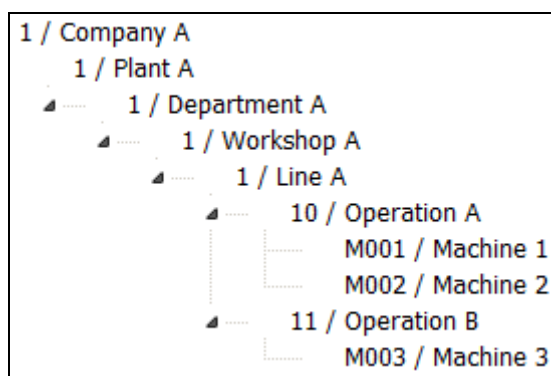 1 / Company A
1 / Plant A
1 / Department A
1 / Workshop A
1 / Line A
10 / Operation A
M001 / Machine 1
M002 / Machine 2
11 / Operation B
M003 / Machine 3